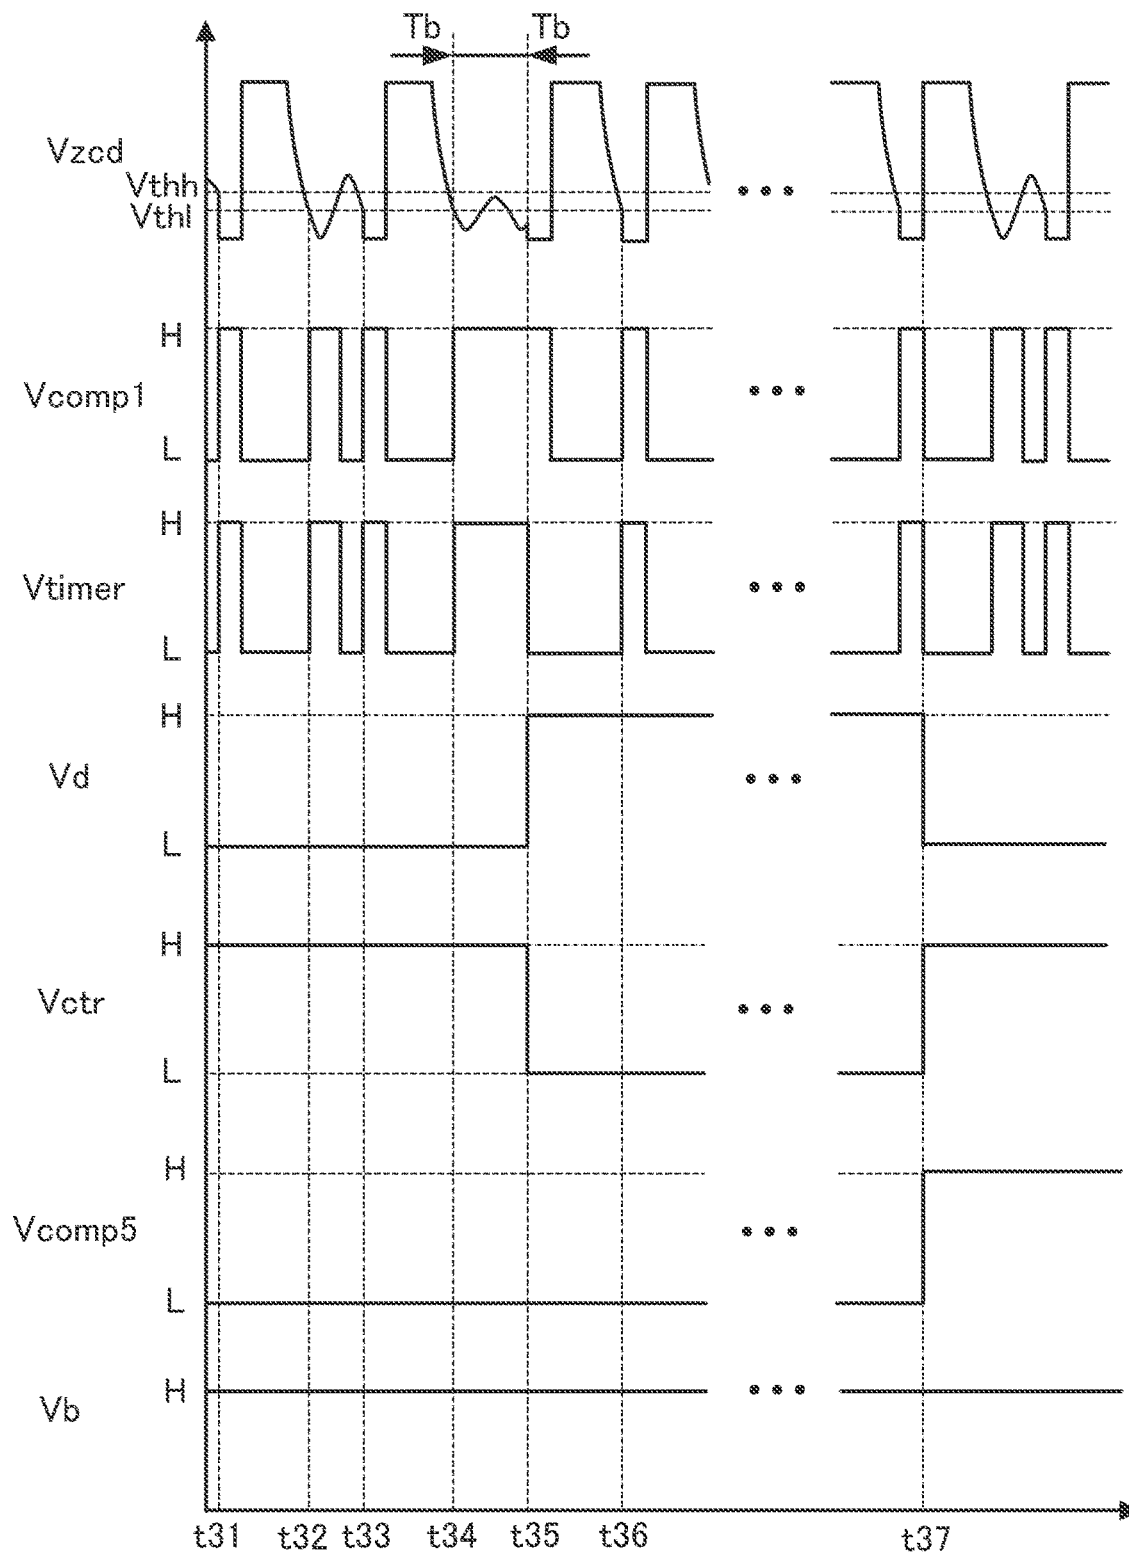 Tb Tb
Vzcd
Vthh
Vthl
H
Vcomp1
L
H
Vtimer
L
H
Vd
L
H
Vctr
L
H
Vcomp5
L
H
Vb
t31 t32 t33 t34 t35 t36 t37